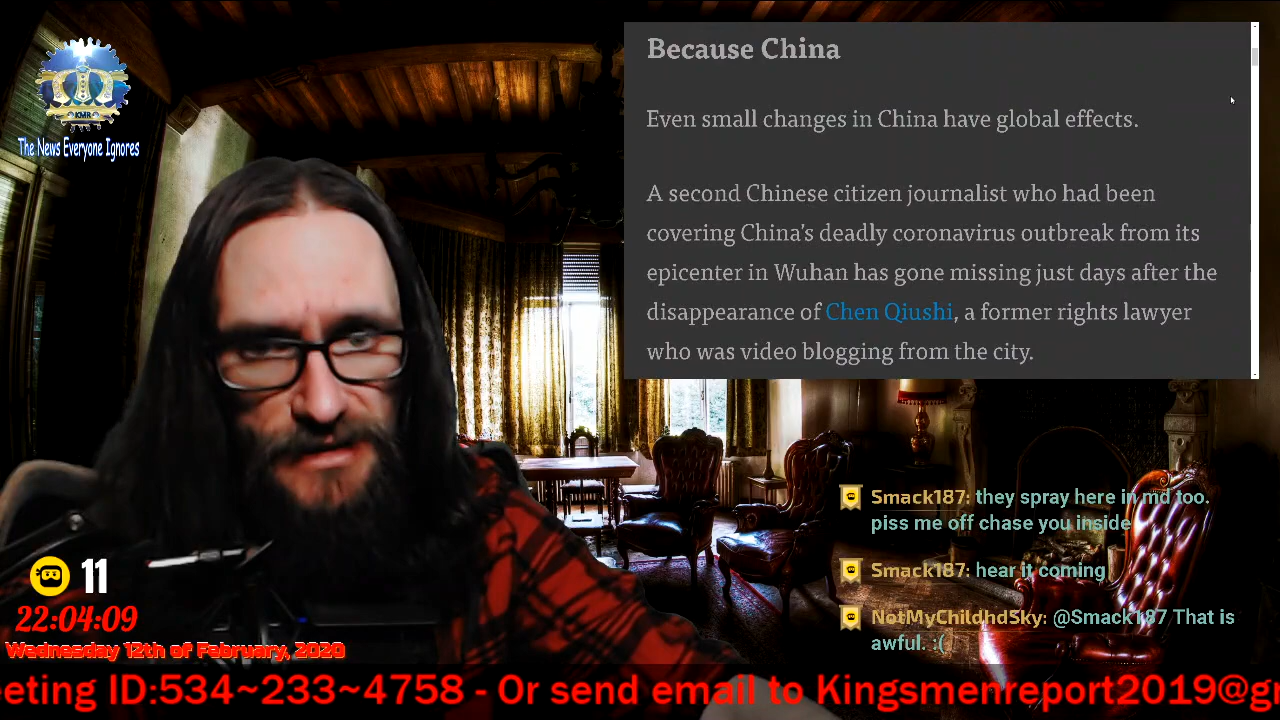 KMR
The News Everyone Ignores
Because China
Even small changes in China have global effects.
A second Chinese citizen journalist who had been
covering China's deadly coronavirus outbreak from its
epicenter in Wuhan has gone missing just days after the
disappearance of Chen Qiushi, a former rights lawyer
who was video blogging from the city.
Smack187: they spray here in md too.
piss me off chase you inside
Smack187: hear it coming
NotMyChildhdSky: @Smack187 That is
awful. :(
11
22:04:09
Wednesday 12th of February, 2020
eeting ID:534~233~4758 - Or send email to Kingsmenreport2019@g